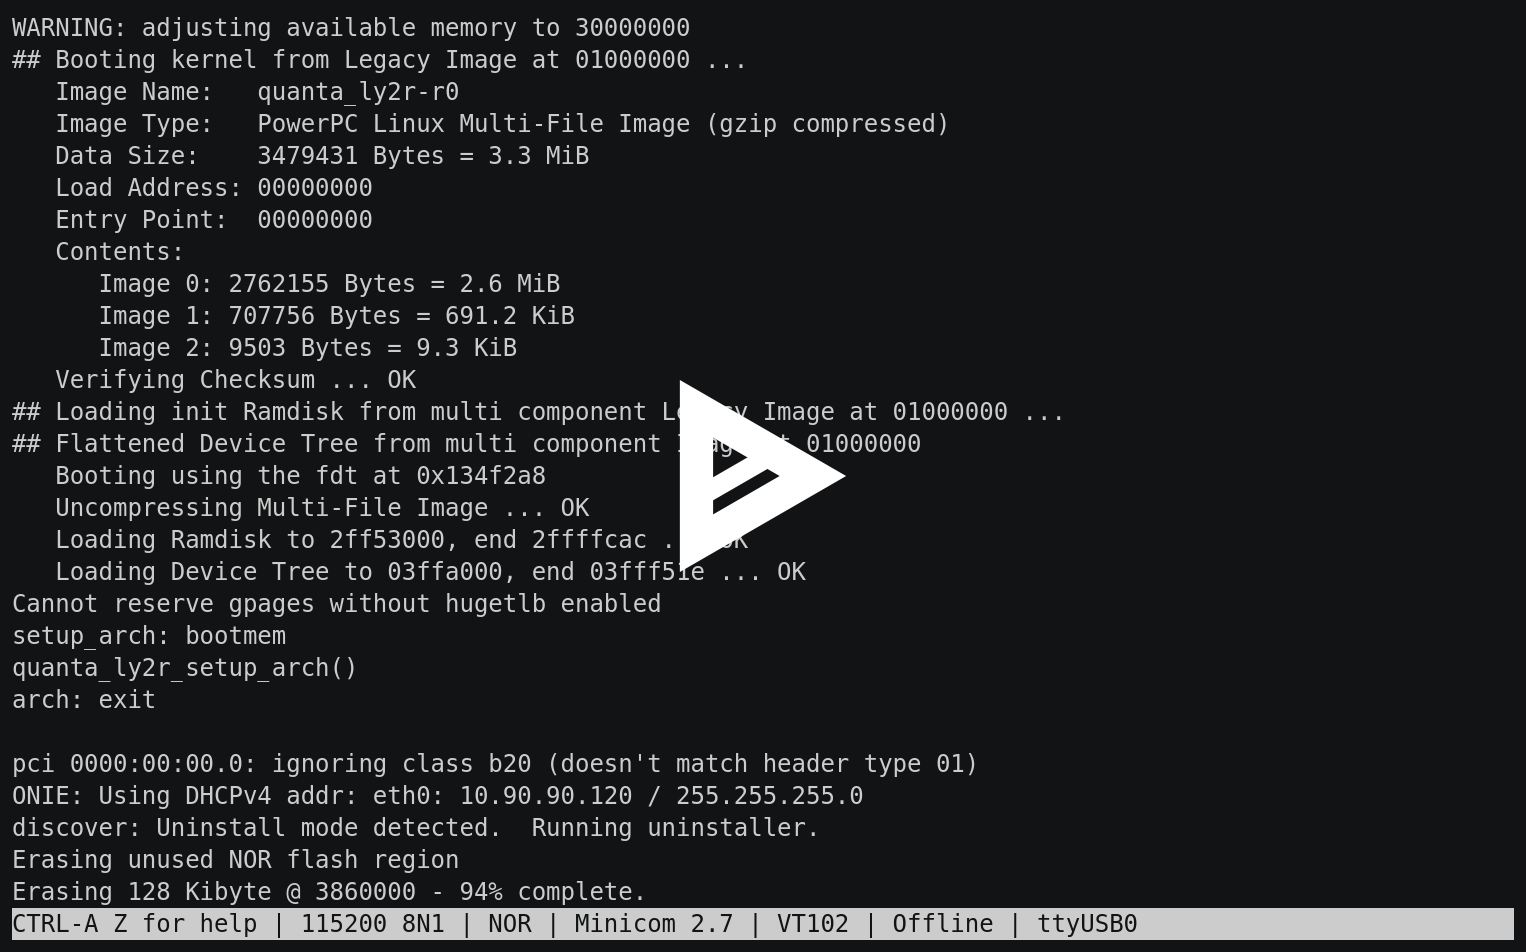 WARNING: adjusting available memory to 30000000
## Booting kernel from Legacy Image at 01000000 ...
   Image Name:   quanta_ly2r-r0
   Image Type:   PowerPC Linux Multi-File Image (gzip compressed)
   Data Size:    3479431 Bytes = 3.3 MiB
   Load Address: 00000000
   Entry Point:  00000000
   Contents:
      Image 0: 2762155 Bytes = 2.6 MiB
      Image 1: 707756 Bytes = 691.2 KiB
      Image 2: 9503 Bytes = 9.3 KiB
   Verifying Checksum ... OK
## Loading init Ramdisk from multi component Legacy Image at 01000000 ...
## Flattened Device Tree from multi component Image at 01000000
   Booting using the fdt at 0x134f2a8
   Uncompressing Multi-File Image ... OK
   Loading Ramdisk to 2ff53000, end 2ffffcac ... OK
   Loading Device Tree to 03ffa000, end 03fff51e ... OK
Cannot reserve gpages without hugetlb enabled
setup_arch: bootmem
quanta_ly2r_setup_arch()
arch: exit
pci 0000:00:00.0: ignoring class b20 (doesn't match header type 01)
ONIE: Using DHCPv4 addr: eth0: 10.90.90.120 / 255.255.255.0
discover: Uninstall mode detected.  Running uninstaller.
Erasing unused NOR flash region
Erasing 128 Kibyte @ 3860000 - 94% complete.
CTRL-A Z for help | 115200 8N1 | NOR | Minicom 2.7 | VT102 | Offline | ttyUSB0